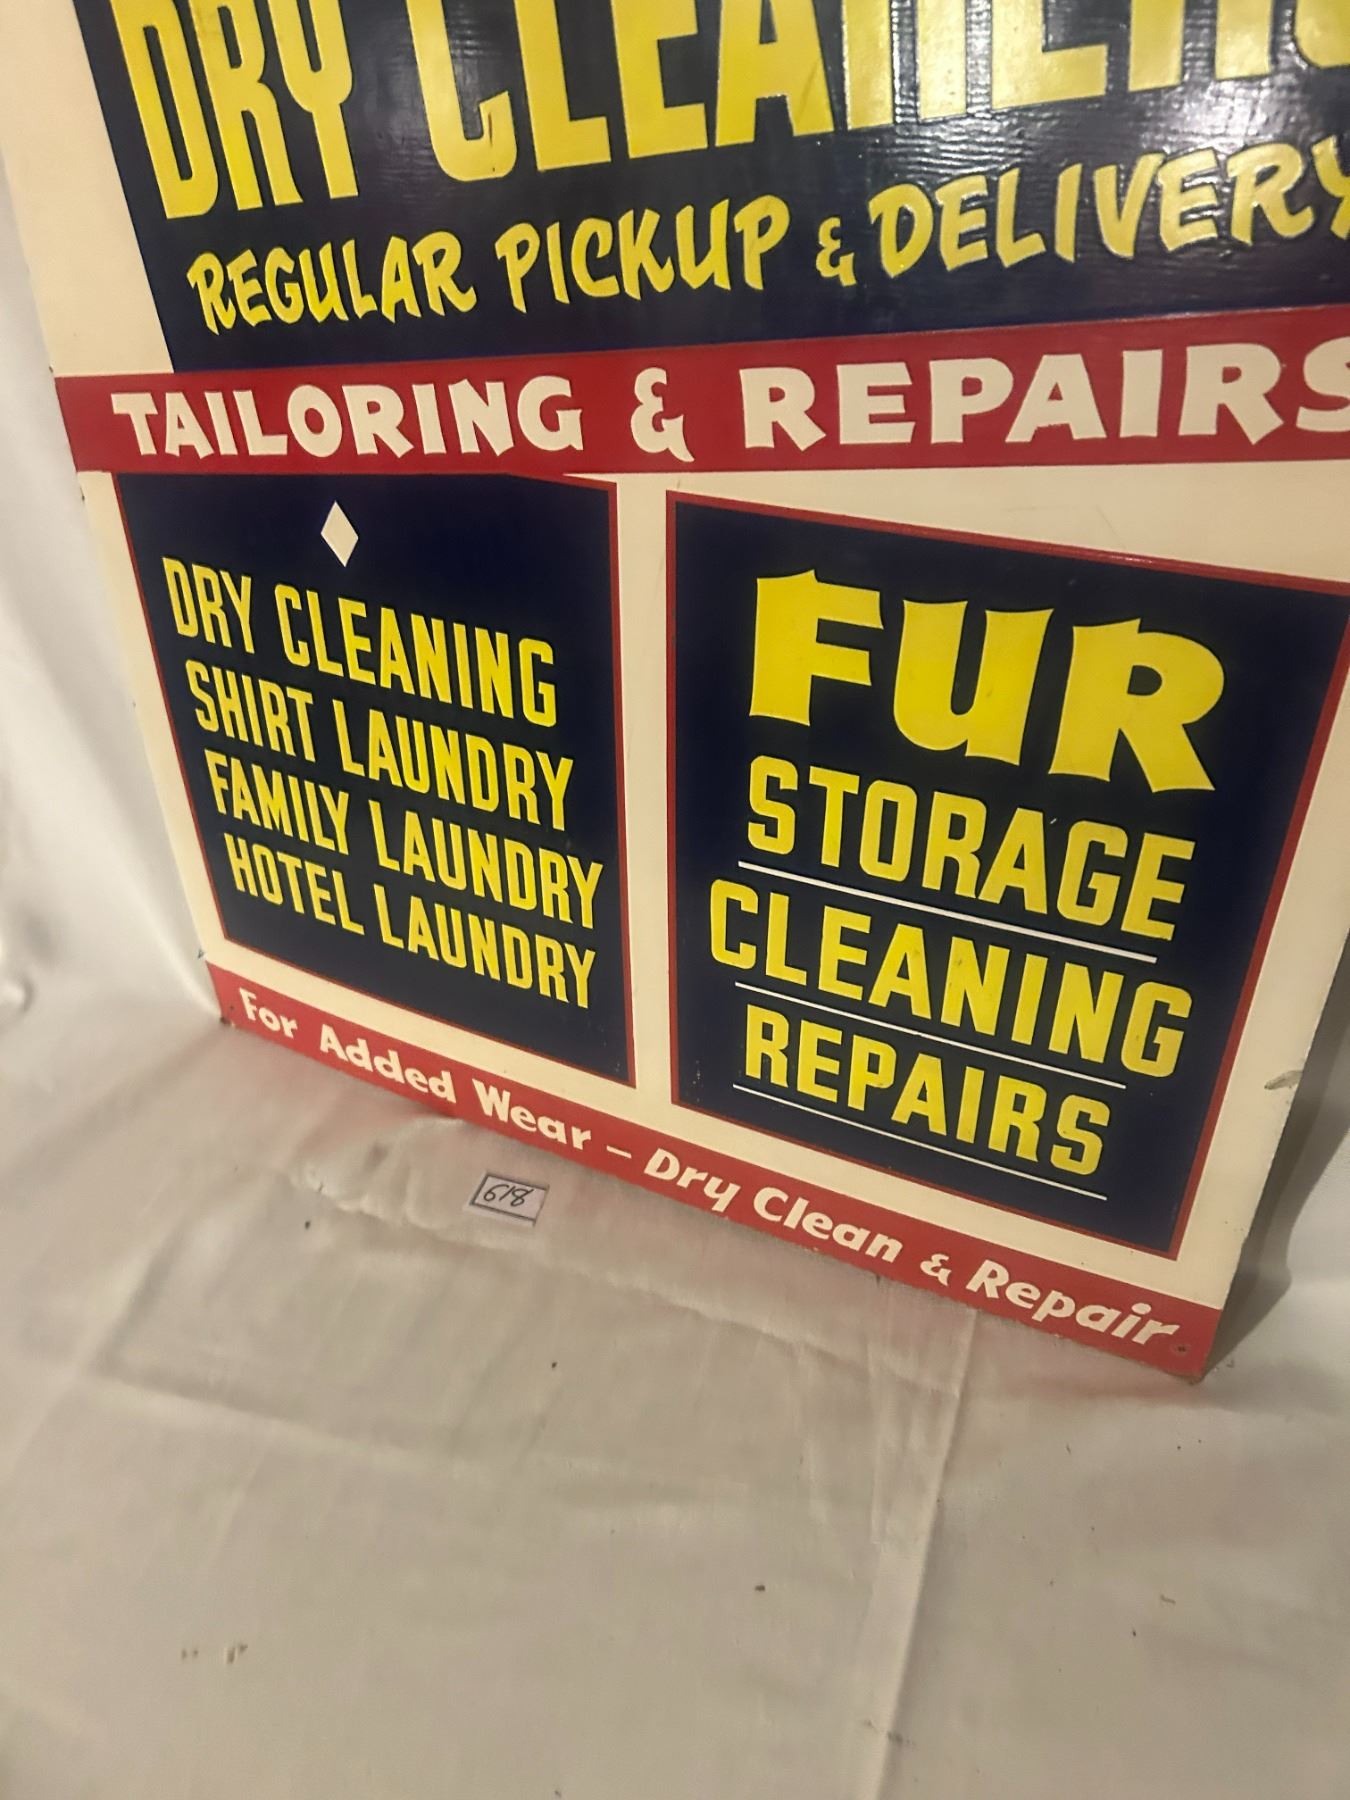 DRY CLEANERS
REGULAR PICKUP & DELIVERY
TAILORING & REPAIRS
DRY CLEANING
SHIRT LAUNDRY
FAMILY LAUNDRY
HOTEL LAUNDRY
FUR
STORAGE
CLEANING
REPAIRS
For Added Wear – Dry Clean & Repair
618